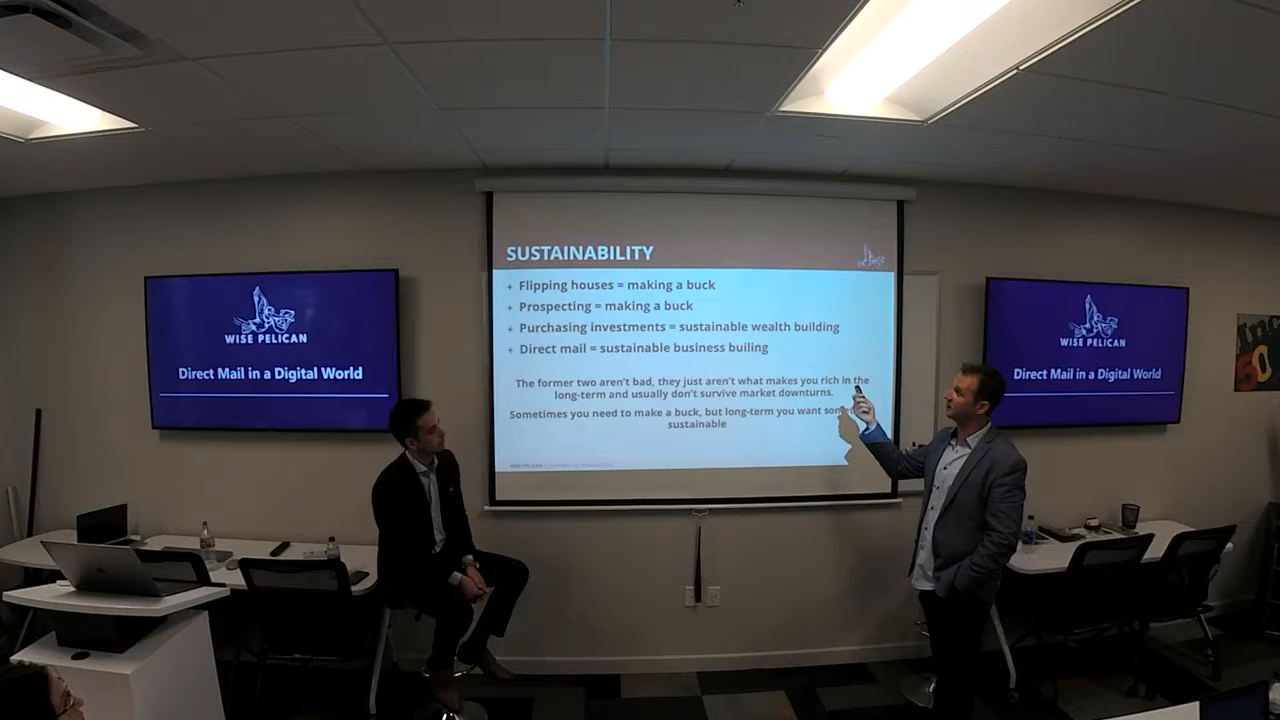 SUSTAINABILITY
+ Flipping houses = making a buck
+ Prospecting = making a buck
+ Purchasing investments = sustainable wealth building
+ Direct mail = sustainable business builing
The former two aren't bad, they just aren't what makes you rich in the
long-term and usually don't survive market downturns.
Sometimes you need to make a buck, but long-term you want
sustainable
WISE PELICAN
WISE PELICAN
Direct Mail in a Digital World
WISE PELICAN
Direct Mail in a Digital World